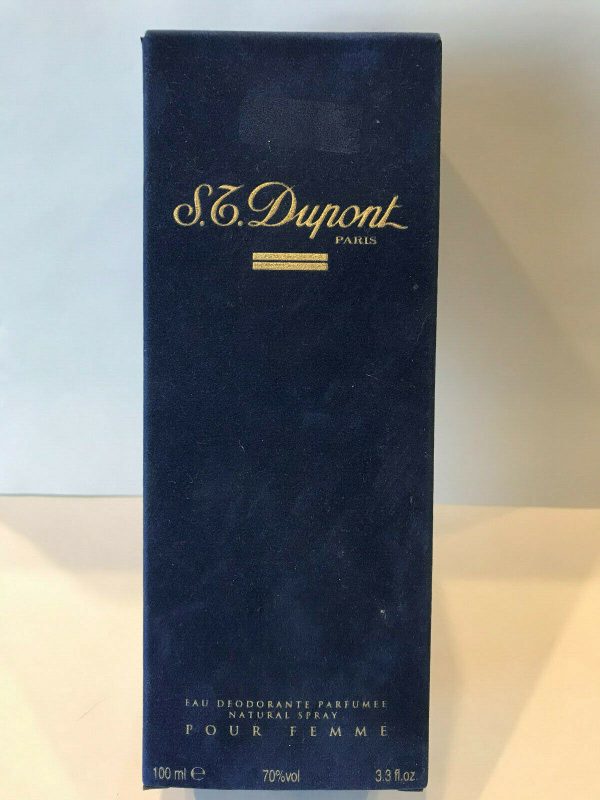 S.T. Dupont
PARIS
EAU DEODORANTE PARFUMEE
NATURAL SPRAY
POUR FEMME
100 ml ℮ 70%vol 3.3 fl.oz